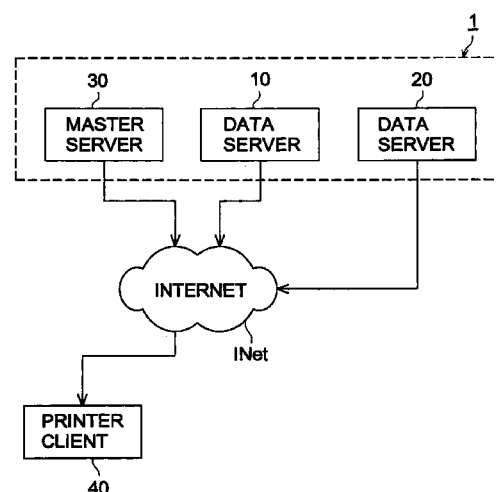 1
30
10
20
MASTER
SERVER
DATA
SERVER
DATA
SERVER
INTERNET
INet
PRINTER
CLIENT
40